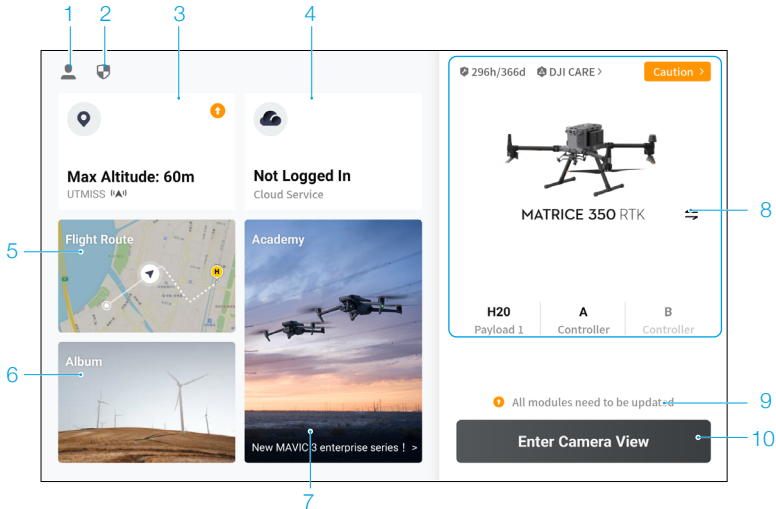 1
2
3
4
296h/366d
DJI CARE >
Caution >
Max Altitude: 60m
UTMISS
Not Logged In
Cloud Service
MATRICE 350 RTK
8
5
Flight Route
H
Academy
H20
A
B
Payload 1
Controller
Controller
6
Album
All modules need to be updated
9
New MAVIC 3 enterprise series ! >
Enter Camera View
10
7